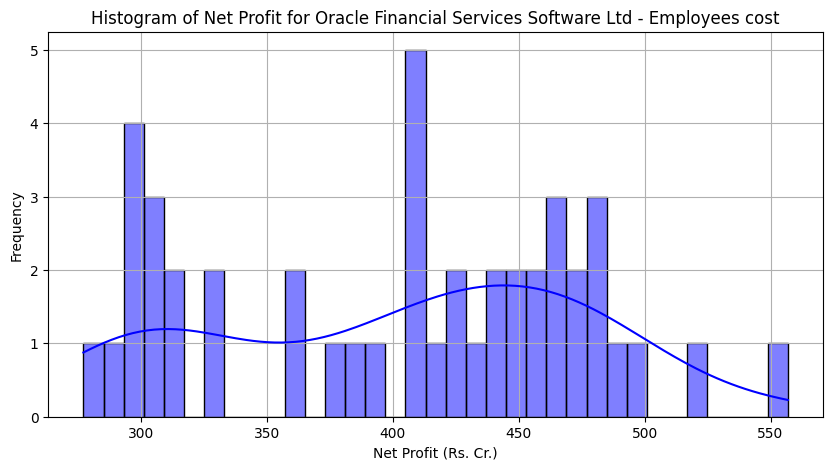 Histogram of Net Profit for Oracle Financial Services Software Ltd - Employees cost
5
4
3
2
1
0
Frequency
300 350 400 450 500 550
Net Profit (Rs. Cr.)